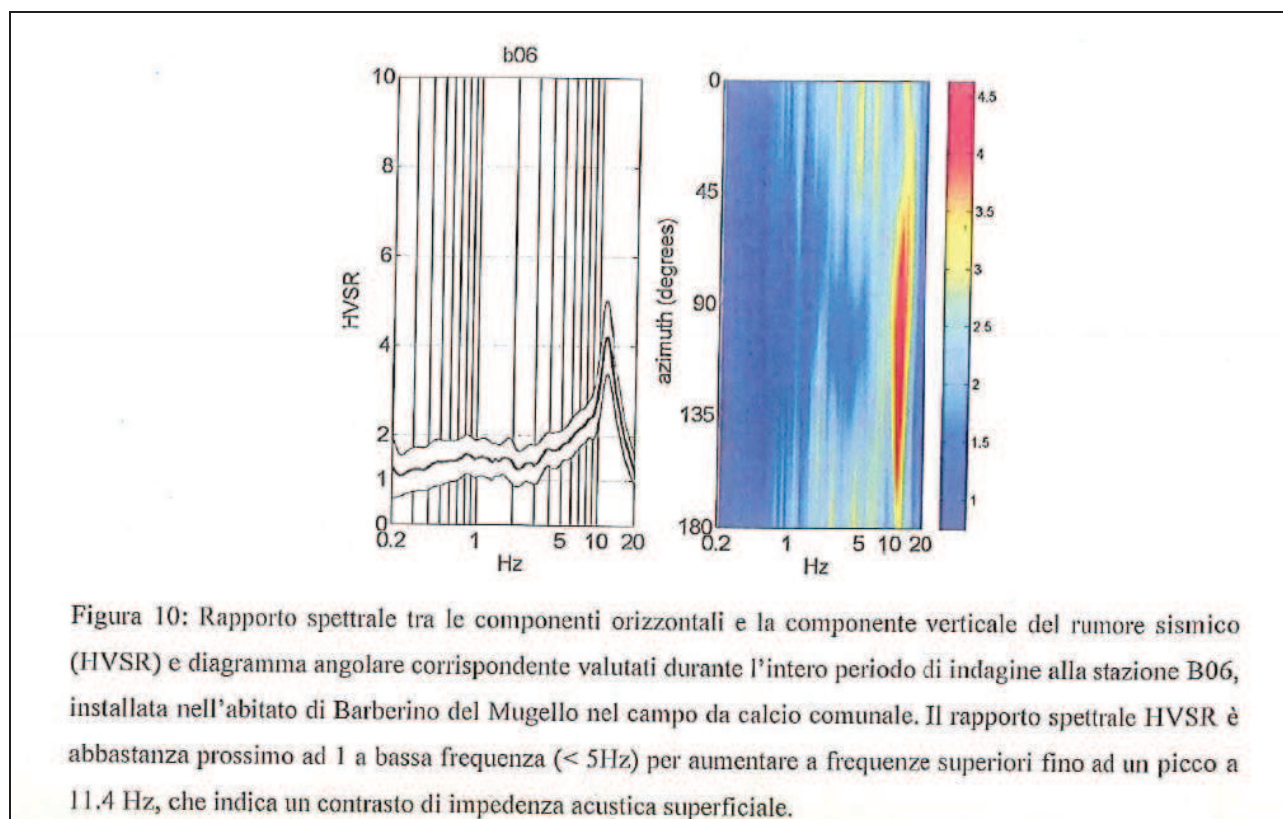 b06
10
8
6
4
2
1
0
HVSR
0.2 1 5 10 20
Hz
0
45
90
135
180
azimuth (degrees)
0.2 1 5 10 20
Hz
4.5
4
3.5
3
2.5
2
1.5
1
Figura 10: Rapporto spettrale tra le componenti orizzontali e la componente verticale del rumore sismico
(HVSR) e diagramma angolare corrispondente valutati durante l'intero periodo di indagine alla stazione B06,
installata nell'abitato di Barberino del Mugello nel campo da calcio comunale. Il rapporto spettrale HVSR è
abbastanza prossimo ad 1 a bassa frequenza (< 5Hz) per aumentare a frequenze superiori fino ad un picco a
11.4 Hz, che indica un contrasto di impedenza acustica superficiale.